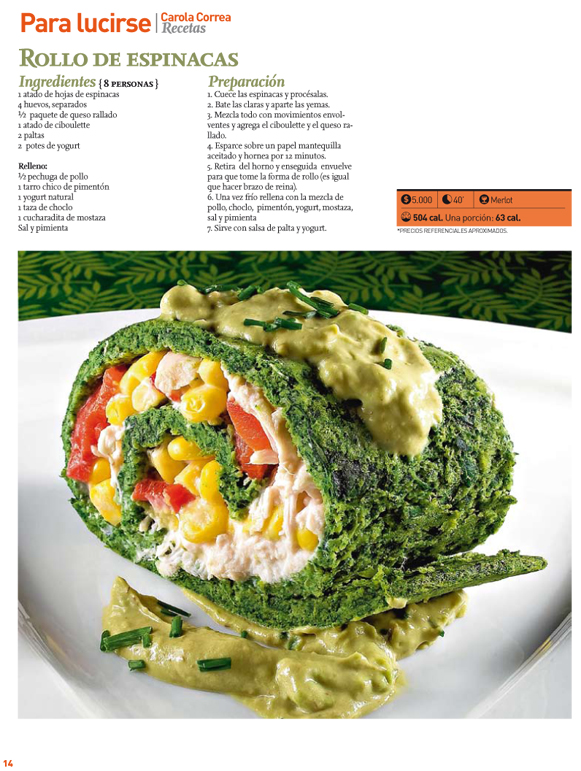 Para lucirse | Carola Correa
Recetas
ROLLO DE ESPINACAS
Ingredientes { 8 PERSONAS }
1 atado de hojas de espinacas
4 huevos, separados
½ paquete de queso rallado
1 atado de ciboulette
2 paltas
2 potes de yogurt
Relleno:
½ pechuga de pollo
1 tarro chico de pimentón
1 yogurt natural
1 taza de choclo
1 cucharadita de mostaza
Sal y pimienta
Preparación
1. Cuece las espinacas y procésalas.
2. Bate las claras y aparte las yemas.
3. Mezcla todo con movimientos envol-
ventes y agrega el ciboulette y el queso ra-
llado.
4. Esparce sobre un papel mantequilla
aceitado y hornea por 12 minutos.
5. Retira del horno y enseguida envuelve
para que tome la forma de rollo (es igual
que hacer brazo de reina).
6. Una vez frío rellena con la mezcla de
pollo, choclo, pimentón, yogurt, mostaza,
sal y pimienta
7. Sirve con salsa de palta y yogurt.
$ 5.000 40' Merlot
504 cal. Una porción: 63 cal.
*PRECIOS REFERENCIALES APROXIMADOS.
14